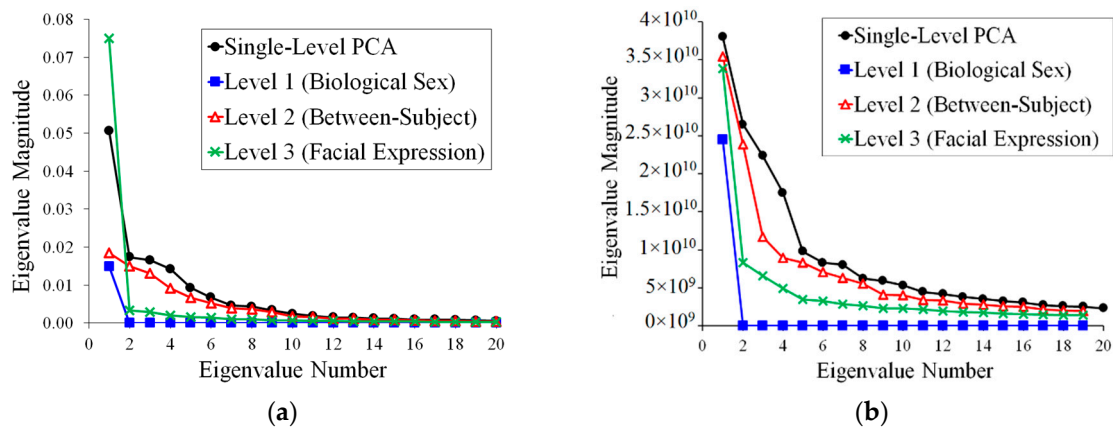 0.08
0.07
0.06
0.05
0.04
0.03
0.02
0.01
0.00
Eigenvalue Magnitude
Single-Level PCA
Level 1 (Biological Sex)
Level 2 (Between-Subject)
Level 3 (Facial Expression)
0 2 4 6 8 10 12 14 16 18 20
Eigenvalue Number
(a)
4×10¹⁰
3.5×10¹⁰
3×10¹⁰
2.5×10¹⁰
2×10¹⁰
1.5×10¹⁰
1×10¹⁰
5×10⁹
0×10⁹
Eigenvalue Magnitude
Single-Level PCA
Level 1 (Biological Sex)
Level 2 (Between-Subject)
Level 3 (Facial Expression)
0 2 4 6 8 10 12 14 16 18 20
Eigenvalue Number
(b)